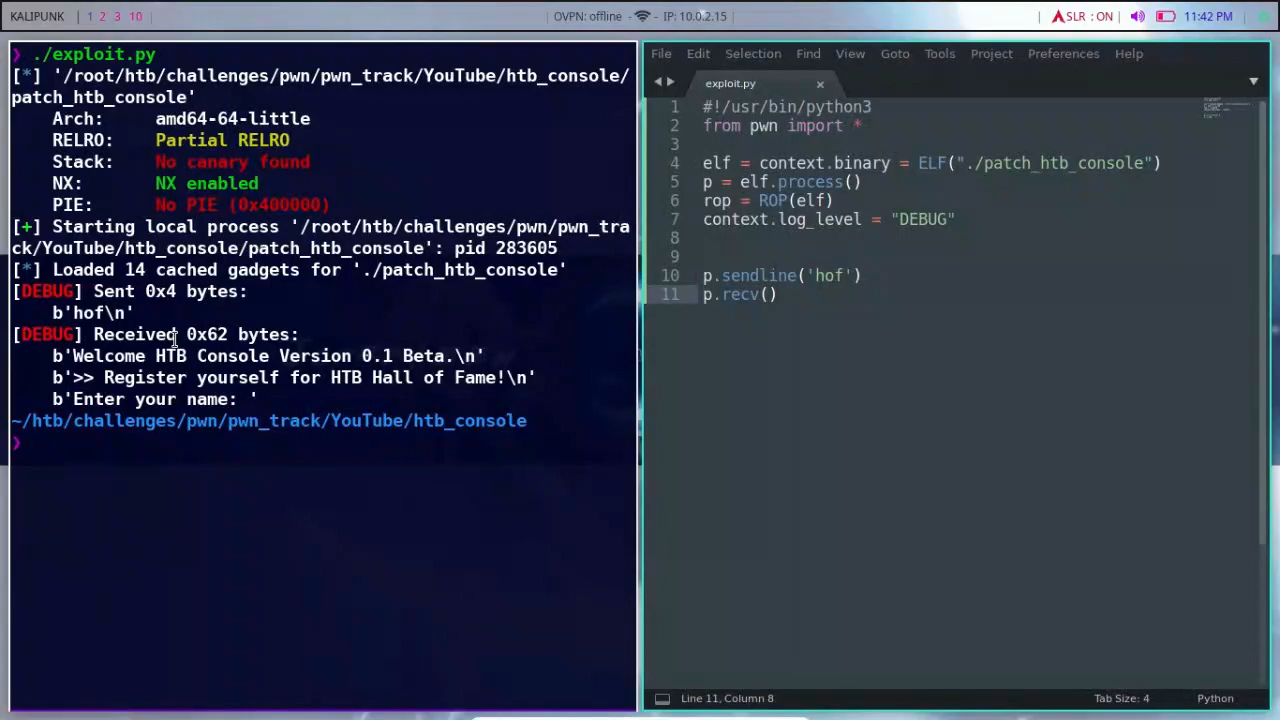 KALIPUNK 1 2 3 10 OVPN: offline - IP: 10.0.2.15 SLR : ON 11:42 PM
❯ ./exploit.py
[*] '/root/htb/challenges/pwn/pwn_track/YouTube/htb_console/
patch_htb_console'
Arch: amd64-64-little
RELRO: Partial RELRO
Stack: No canary found
NX: NX enabled
PIE: No PIE (0x400000)
[+] Starting local process '/root/htb/challenges/pwn/pwn_tra
ck/YouTube/htb_console/patch_htb_console': pid 283605
[*] Loaded 14 cached gadgets for './patch_htb_console'
[DEBUG] Sent 0x4 bytes:
b'hof\n'
[DEBUG] Received 0x62 bytes:
b'Welcome HTB Console Version 0.1 Beta.\n'
b'>> Register yourself for HTB Hall of Fame!\n'
b'Enter your name: '
~/htb/challenges/pwn/pwn_track/YouTube/htb_console
❯
File Edit Selection Find View Goto Tools Project Preferences Help
exploit.py
1 #!/usr/bin/python3
2 from pwn import *
3
4 elf = context.binary = ELF("./patch_htb_console")
5 p = elf.process()
6 rop = ROP(elf)
7 context.log_level = "DEBUG"
8
9
10 p.sendline('hof')
11 p.recv()
Line 11, Column 8 Tab Size: 4 Python